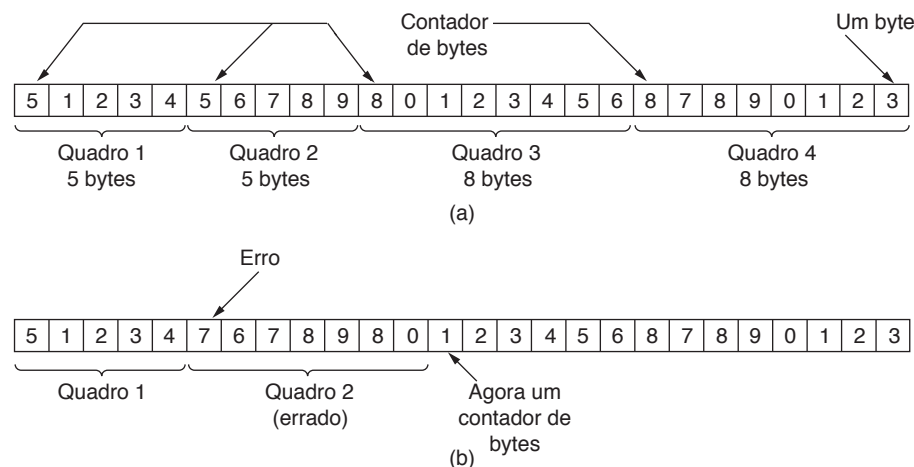 Contador de bytes
Um byte
5 1 2 3 4 5 6 7 8 9 8 0 1 2 3 4 5 6 8 7 8 9 0 1 2 3
Quadro 1
5 bytes
Quadro 2
5 bytes
Quadro 3
8 bytes
Quadro 4
8 bytes
(a)
Erro
5 1 2 3 4 7 6 7 8 9 8 0 1 2 3 4 5 6 8 7 8 9 0 1 2 3
Quadro 1
Quadro 2
(errado)
Agora um
contador de
bytes
(b)